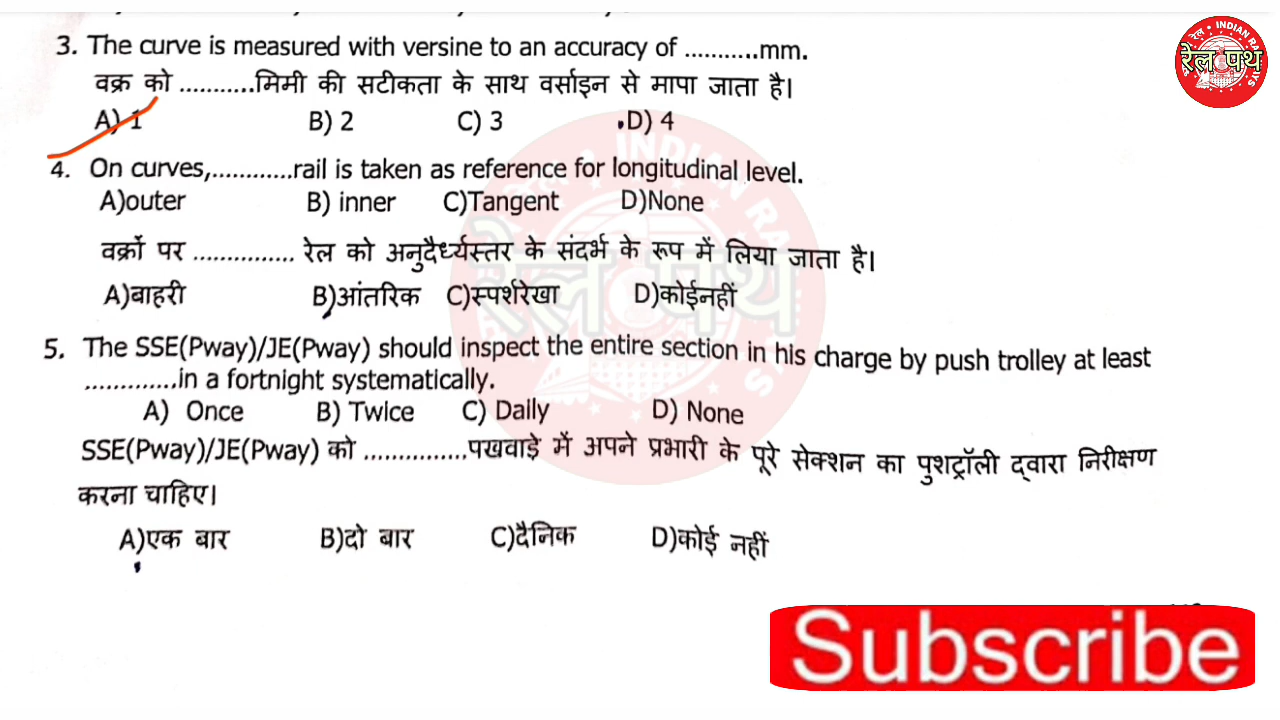 3. The curve is measured with versine to an accuracy of ...........mm.
वक्र को ...........मिमी की सटीकता के साथ वर्साइन से मापा जाता है।
A) 1 B) 2 C) 3 D) 4
4. On curves,............rail is taken as reference for longitudinal level.
A)outer B) inner C)Tangent D)None
वक्रों पर ............... रेल को अनुदैर्ध्यस्तर के संदर्भ के रूप में लिया जाता है।
A)बाहरी B)आंतरिक C)स्पर्शरेखा D)कोईनहीं
5. The SSE(Pway)/JE(Pway) should inspect the entire section in his charge by push trolley at least
.............in a fortnight systematically.
A) Once B) Twice C) Daily D) None
SSE(Pway)/JE(Pway) को ...............पखवाड़े में अपने प्रभारी के पूरे सेक्शन का पुशट्रॉली द्वारा निरीक्षण
करना चाहिए।
A)एक बार B)दो बार C)दैनिक D)कोई नहीं
INDIAN RAILWAYS
रेल पथ
रेल पथ
Subscribe